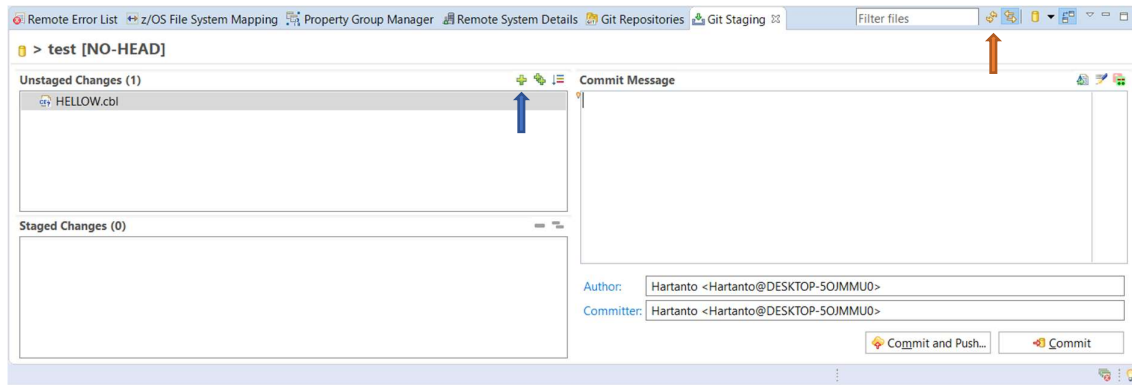 Remote Error List z/OS File System Mapping Property Group Manager Remote System Details Git Repositories Git Staging Filter files
> test [NO-HEAD]
Unstaged Changes (1)
HELLOW.cbl
Staged Changes (0)
Commit Message
Author: Hartanto <Hartanto@DESKTOP-5OJMMU0>
Committer: Hartanto <Hartanto@DESKTOP-5OJMMU0>
Commit and Push... Commit